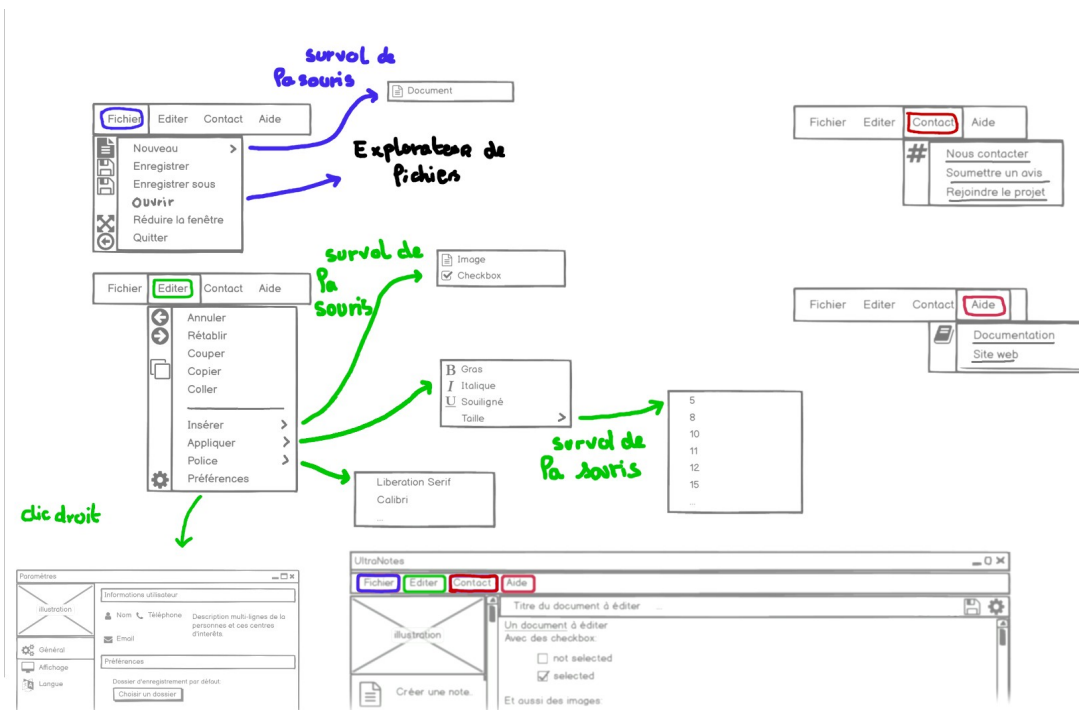 survol de
la souris
Document
Fichier Editer Contact Aide
Nouveau >
Enregistrer
Enregistrer sous
Ouvrir
Réduire la fenêtre
Quitter
Explorateur de
fichiers
Fichier Editer Contact Aide
# Nous contacter
Soumettre un avis
Rejoindre le projet
survol de
la
souris
Image
Checkbox
Fichier Editer Contact Aide
Annuler
Rétablir
Couper
Copier
Coller
Insérer >
Appliquer >
Police >
Préférences
Fichier Editer Contact Aide
Documentation
Site web
B Gras
I Italique
U Souligné
Taille >
survol de
la souris
5
8
10
11
12
15
...
Liberation Serif
Calibri
...
clic droit
Paramètres
illustration
Général
Affichage
Langue
Informations utilisateur
Nom Téléphone
Description multi-lignes de la
personnes et ces centres
d'interêts.
Email
Préférences
Dossier d'enregistrement par défaut:
Choisir un dossier
UltraNotes
Fichier Editer Contact Aide
illustration
Créer une note..
Titre du document à éditer ...
Un document à éditer
Avec des checkbox:
not selected
selected
Et aussi des images: